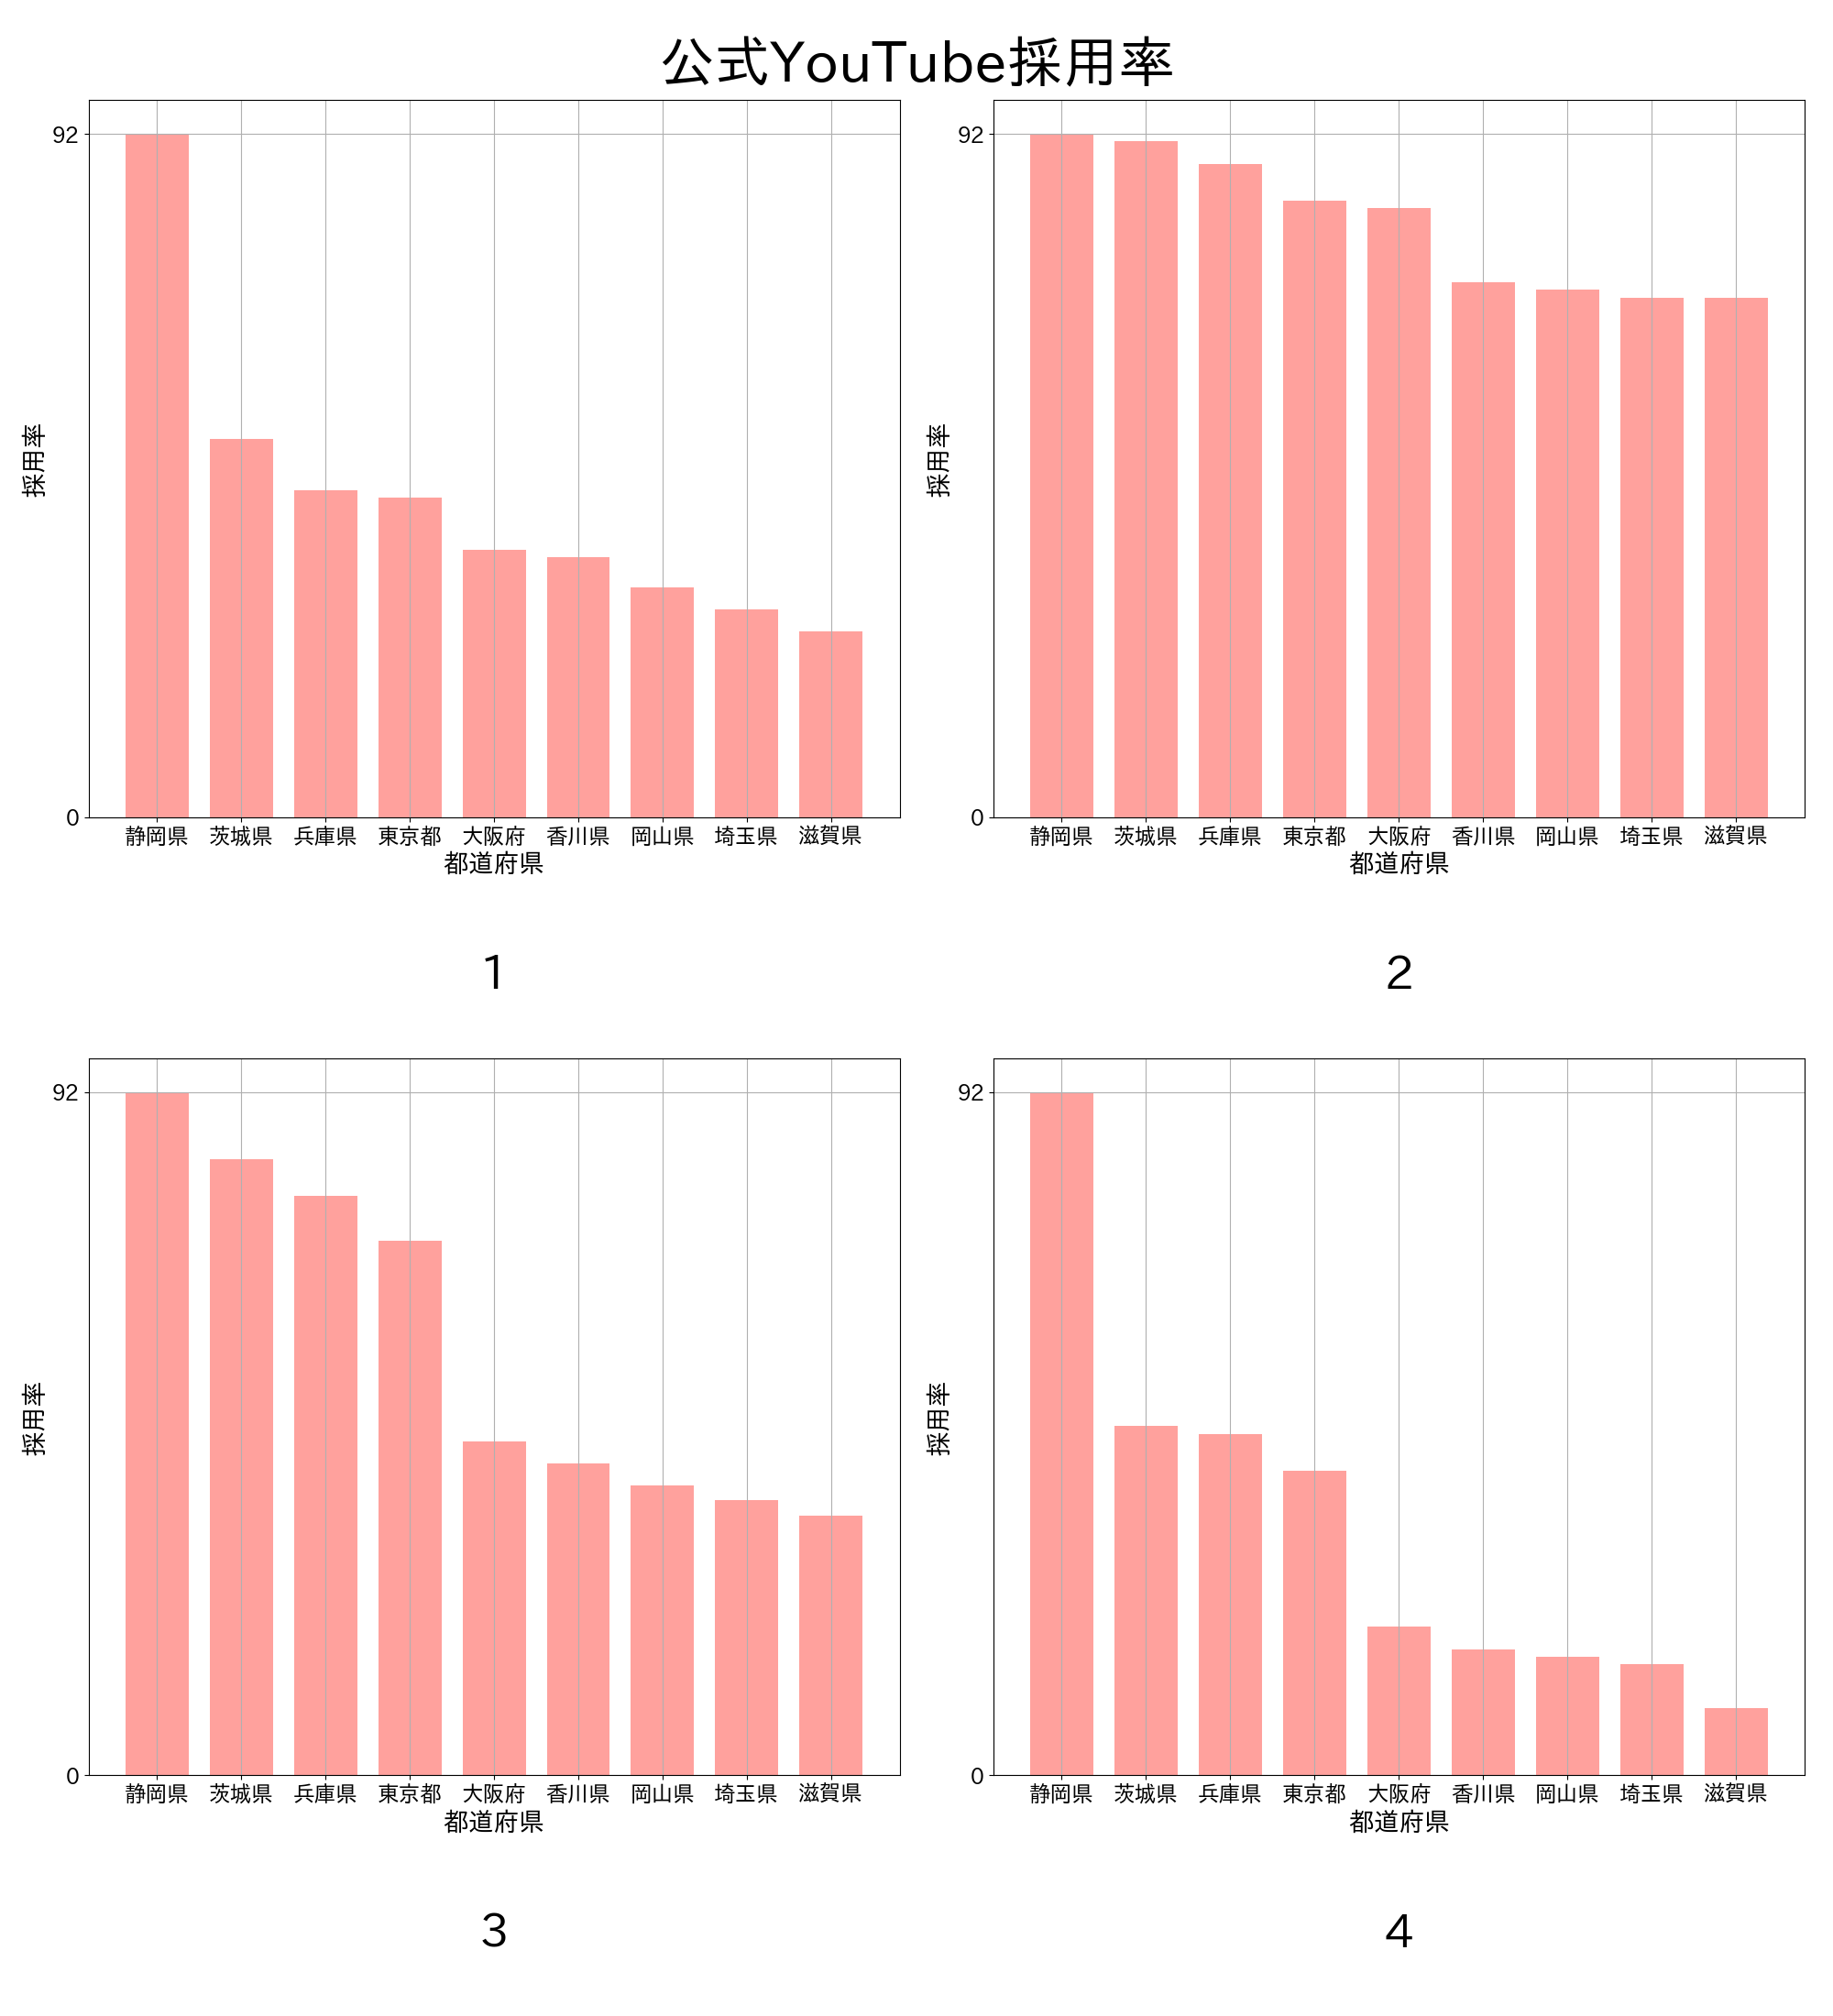 公式YouTube採用率
92
0
採用率
静岡県 茨城県 兵庫県 東京都 大阪府 香川県 岡山県 埼玉県 滋賀県
都道府県
1
92
0
採用率
静岡県 茨城県 兵庫県 東京都 大阪府 香川県 岡山県 埼玉県 滋賀県
都道府県
2
92
0
採用率
静岡県 茨城県 兵庫県 東京都 大阪府 香川県 岡山県 埼玉県 滋賀県
都道府県
3
92
0
採用率
静岡県 茨城県 兵庫県 東京都 大阪府 香川県 岡山県 埼玉県 滋賀県
都道府県
4